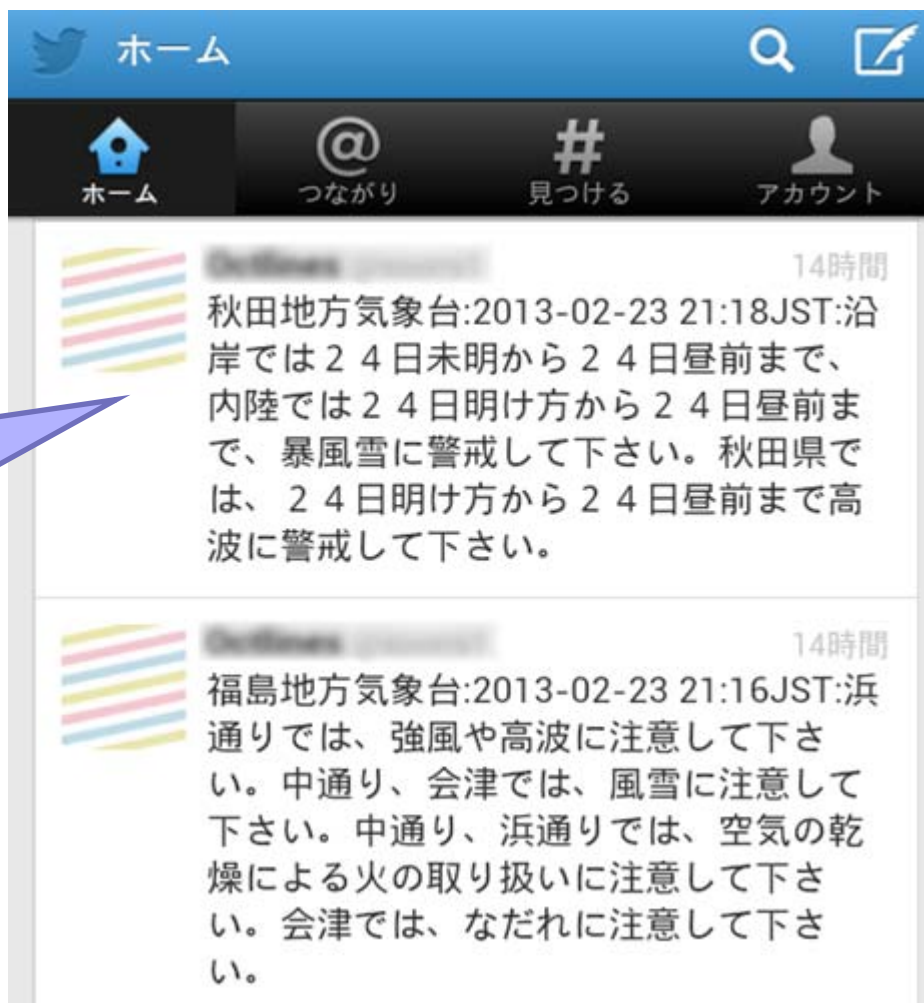 ホーム
@
#
ホーム
つながり
見つける
アカウント
14時間
秋田地方気象台:2013-02-23 21:18JST:沿
岸では２４日未明から２４日昼前まで、
内陸では２４日明け方から２４日昼前ま
で、暴風雪に警戒して下さい。秋田県で
は、２４日明け方から２４日昼前まで高
波に警戒して下さい。
14時間
福島地方気象台:2013-02-23 21:16JST:浜
通りでは、強風や高波に注意して下さ
い。中通り、会津では、風雪に注意して
下さい。中通り、浜通りでは、空気の乾
燥による火の取り扱いに注意して下さ
い。会津では、なだれに注意して下さ
い。